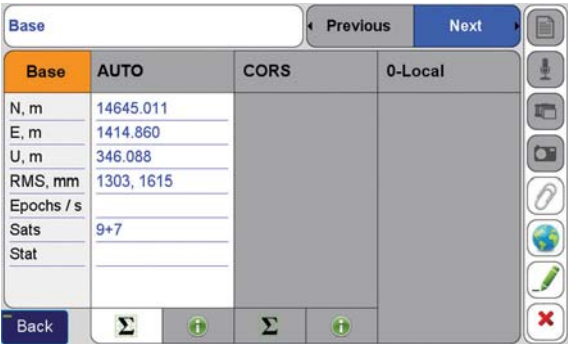 Base
Previous
Next
Base AUTO CORS 0-Local
N, m 14645.011
E, m 1414.860
U, m 346.088
RMS, mm 1303, 1615
Epochs / s
Sats 9+7
Stat
Back Σ Σ